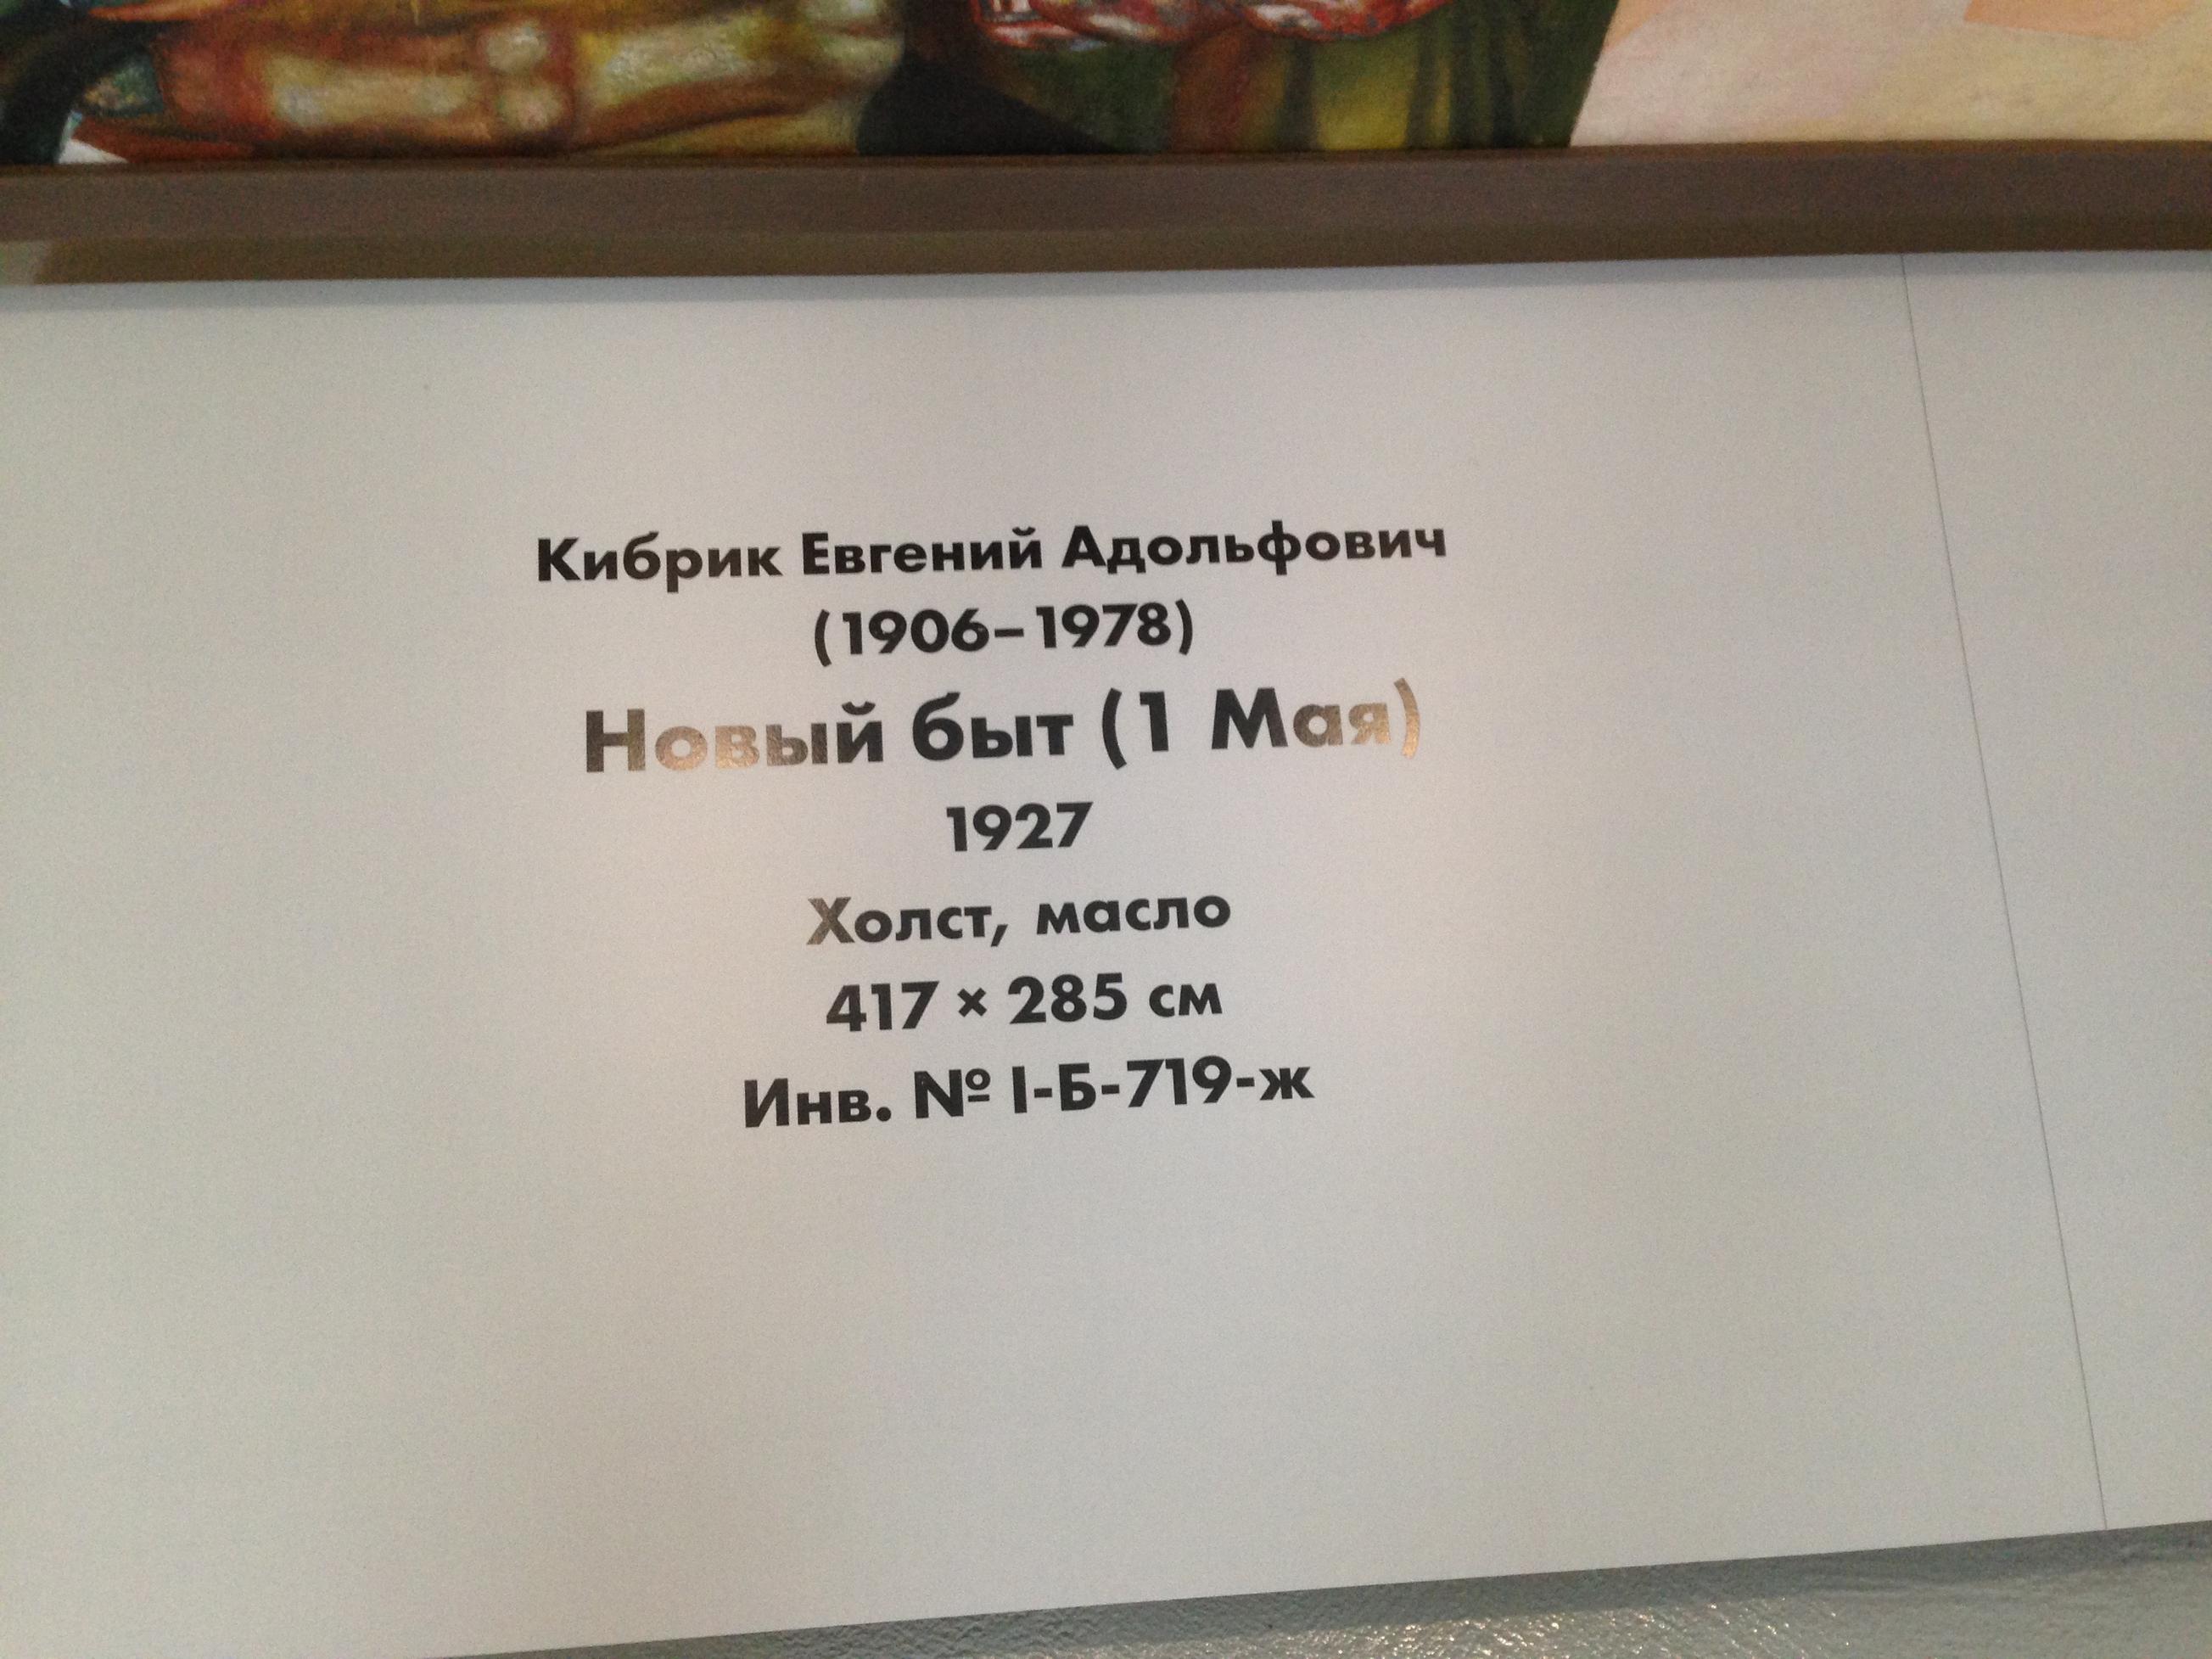 Кибрик Евгений Адольфович
(1906–1978)
Новый быт (1 Мая)
1927
Холст, масло
417 × 285 см
Инв. № I-Б-719-ж